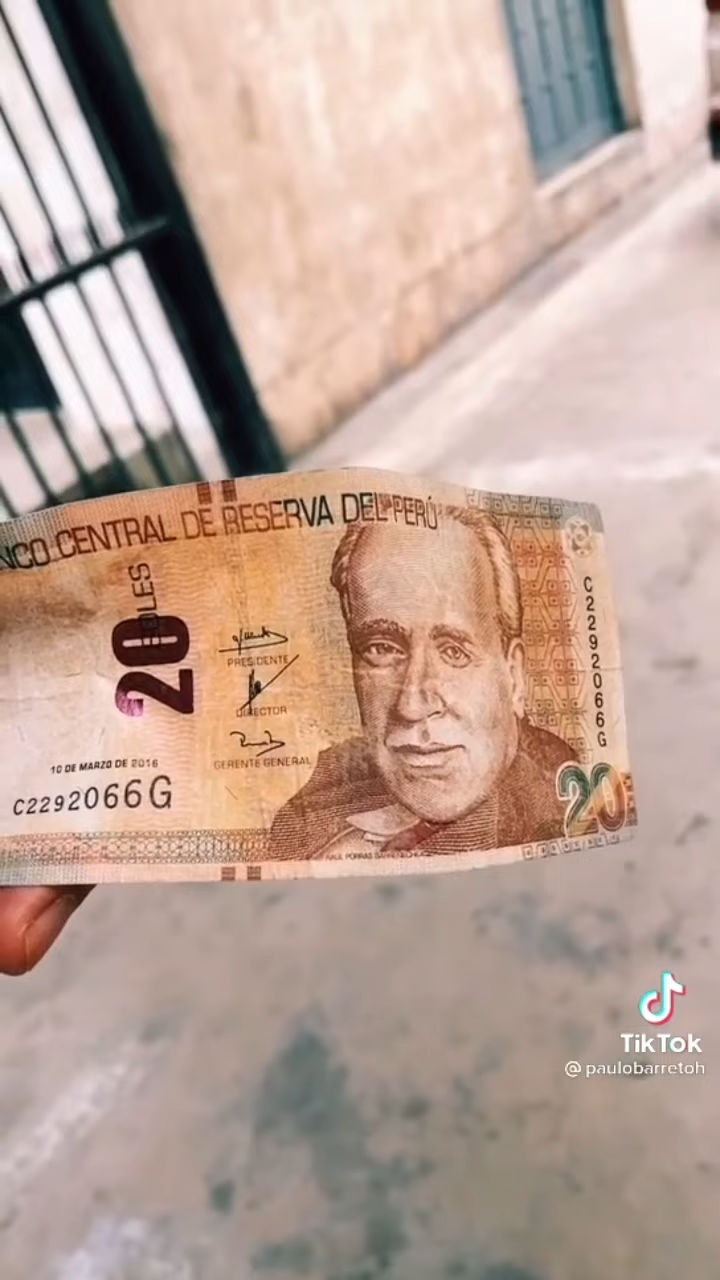 NCO CENTRAL DE RESERVA DEL PERÚ
20
SOLES
PRESIDENTE
DIRECTOR
GERENTE GENERAL
10 DE MARZO DE 2016
C2292066G
C2292066G
20
TikTok
@paulobarretoh